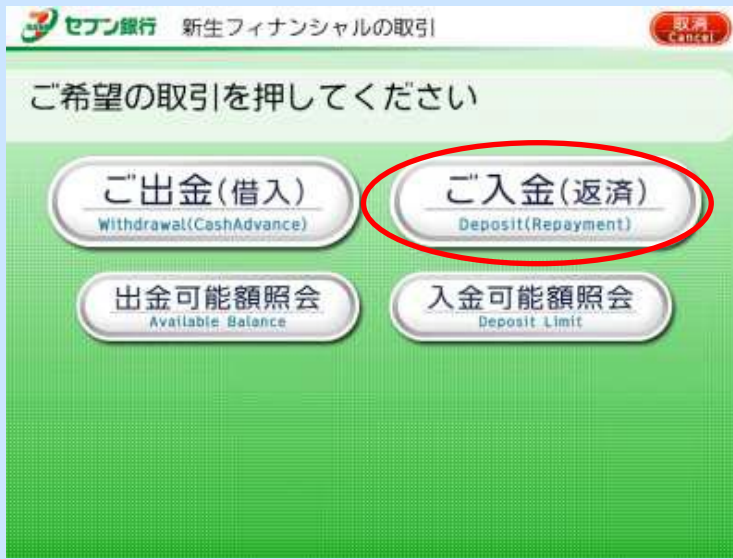 セブン銀行 新生フィナンシャルの取引
取消
Cancel
ご希望の取引を押してください
ご出金(借入)
Withdrawal(CashAdvance)
ご入金(返済)
Deposit(Repayment)
出金可能額照会
Available Balance
入金可能額照会
Deposit Limit